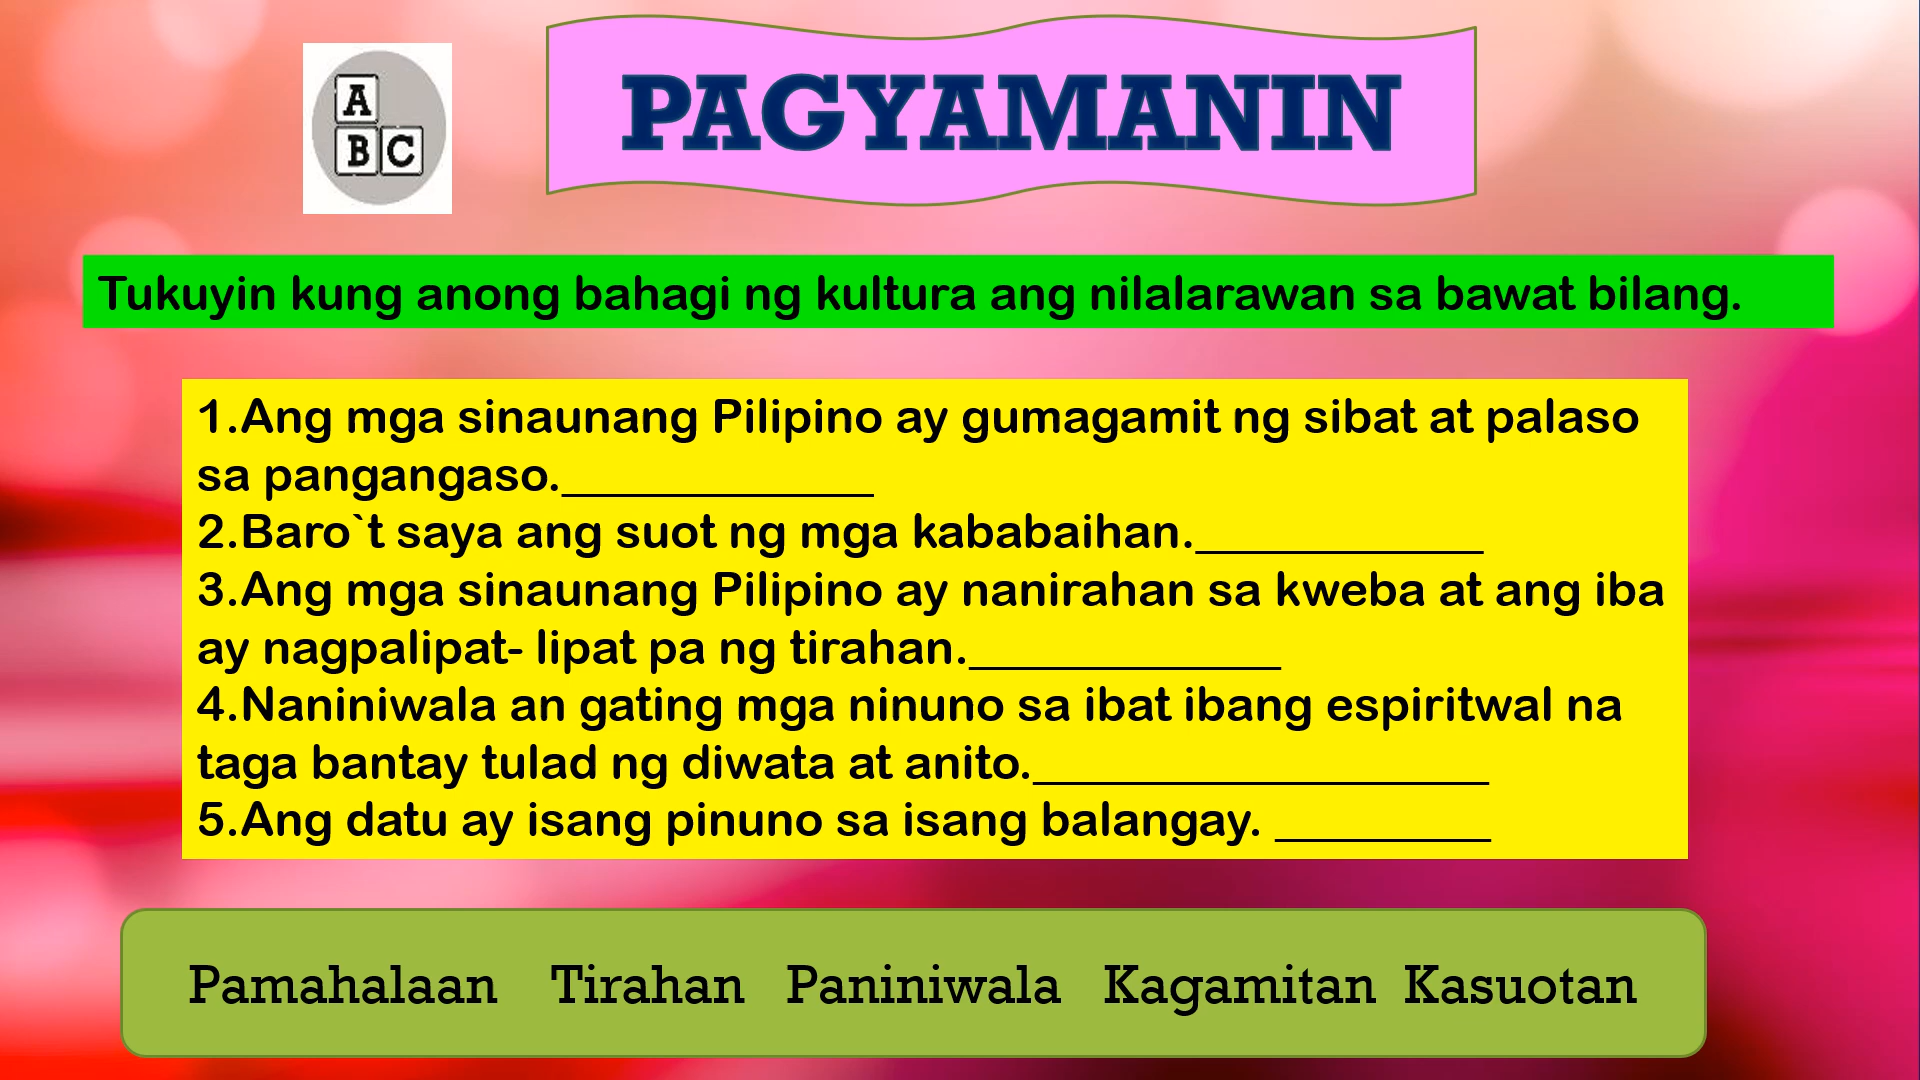 A
B C
PAGYAMANIN
Tukuyin kung anong bahagi ng kultura ang nilalarawan sa bawat bilang.
1.Ang mga sinaunang Pilipino ay gumagamit ng sibat at palaso
sa pangangaso._____________
2.Baro`t saya ang suot ng mga kababaihan.____________
3.Ang mga sinaunang Pilipino ay nanirahan sa kweba at ang iba
ay nagpalipat- lipat pa ng tirahan._____________
4.Naniniwala an gating mga ninuno sa ibat ibang espiritwal na
taga bantay tulad ng diwata at anito.___________________
5.Ang datu ay isang pinuno sa isang balangay. _________
Pamahalaan Tirahan Paniniwala Kagamitan Kasuotan